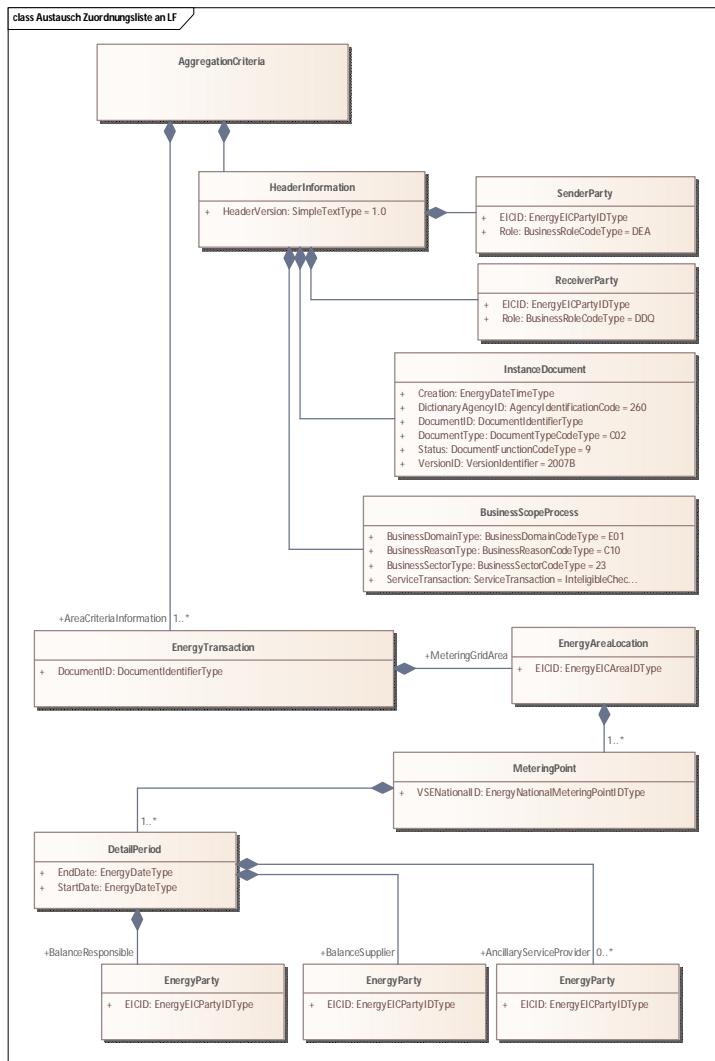 class Austausch Zuordnungsliste an LF
AggregationCriteria
HeaderInformation
+ HeaderVersion: SimpleTextType = 1.0
SenderParty
+ EICID: EnergyEICPartyIDType
+ Role: BusinessRoleCodeType = DEA
ReceiverParty
+ EICID: EnergyEICPartyIDType
+ Role: BusinessRoleCodeType = DDQ
InstanceDocument
+ Creation: EnergyDateTimeType
+ DictionaryAgencyID: AgencyIdentificationCode = 260
+ DocumentID: DocumentIdentifierType
+ DocumentType: DocumentTypeCodeType = C02
+ Status: DocumentFunctionCodeType = 9
+ VersionID: VersionIdentifier = 2007B
BusinessScopeProcess
+ BusinessDomainType: BusinessDomainCodeType = E01
+ BusinessReasonType: BusinessReasonCodeType = C10
+ BusinessSectorType: BusinessSectorCodeType = 23
+ ServiceTransaction: ServiceTransaction = InteligibleChec...
+AreaCriteriaInformation 1..*
EnergyTransaction
+ DocumentID: DocumentIdentifierType
+MeteringGridArea
EnergyAreaLocation
+ EICID: EnergyEICAreaIDType
1..*
MeteringPoint
+ VSENationalID: EnergyNationalMeteringPointIDType
1..*
DetailPeriod
+ EndDate: EnergyDateType
+ StartDate: EnergyDateType
+BalanceResponsible
+BalanceSupplier
+AncillaryServiceProvider 0..*
EnergyParty
+ EICID: EnergyEICPartyIDType
EnergyParty
+ EICID: EnergyEICPartyIDType
EnergyParty
+ EICID: EnergyEICPartyIDType